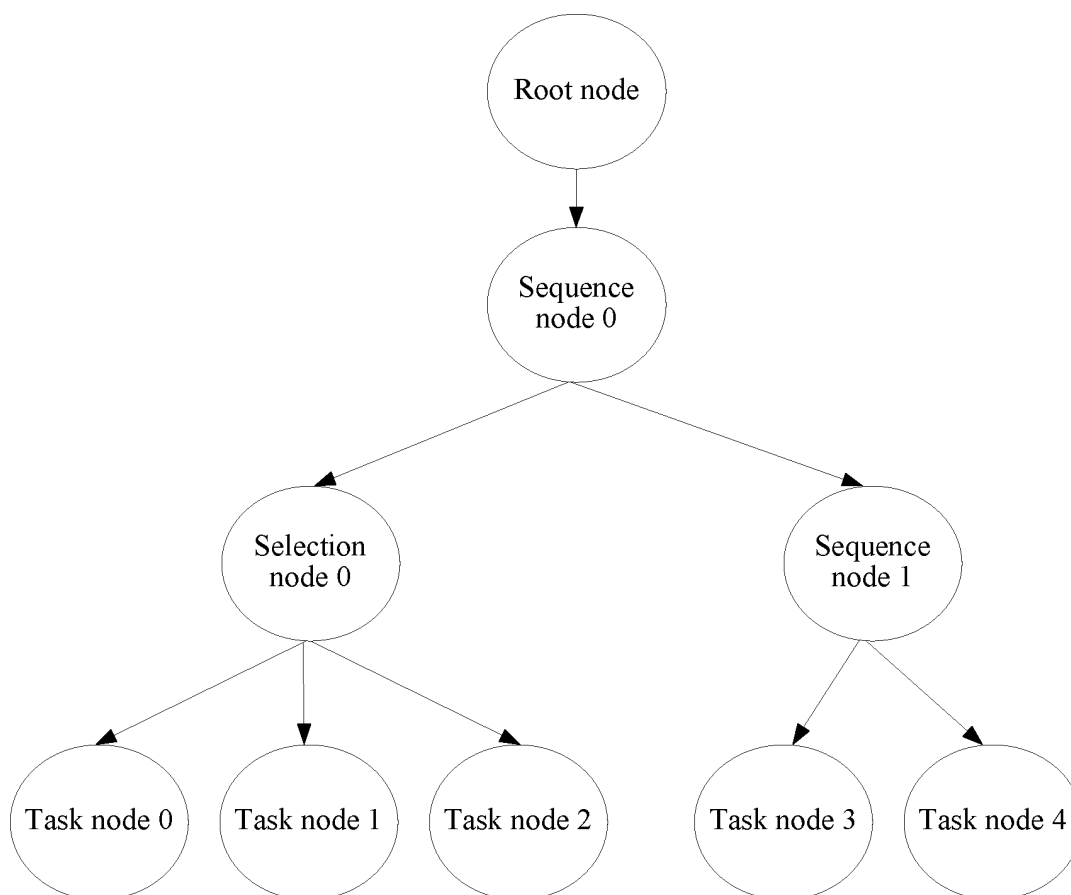 Root node
Sequence
node 0
Selection
node 0
Sequence
node 1
Task node 0
Task node 1
Task node 2
Task node 3
Task node 4